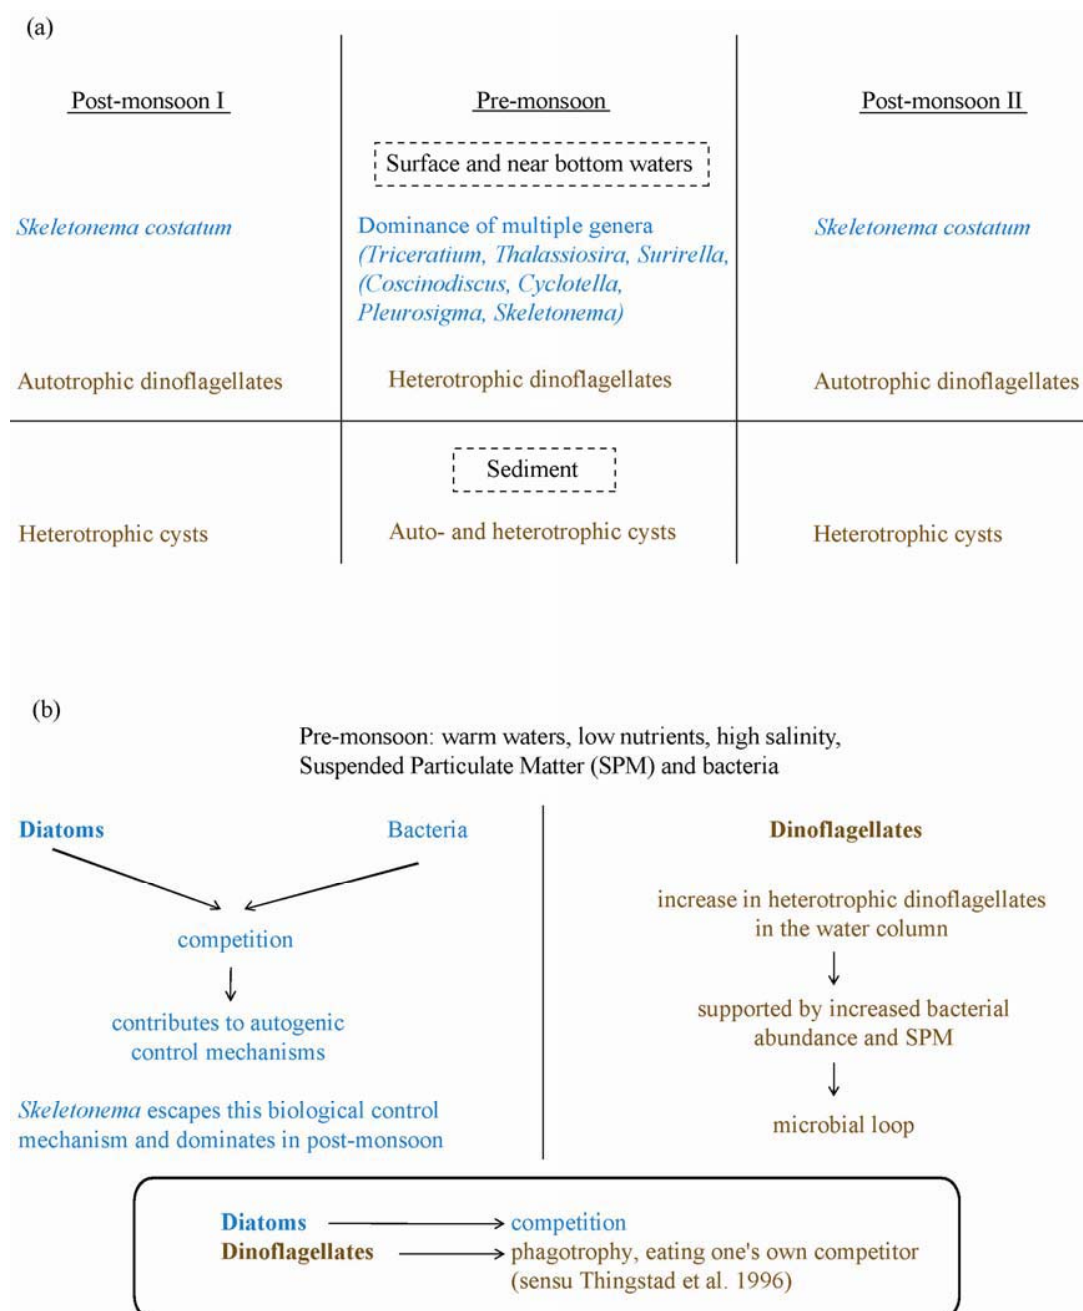 (a)
Post-monsoon I
Pre-monsoon
Post-monsoon II
Surface and near bottom waters
Skeletonema costatum
Dominance of multiple genera
(Triceratium, Thalassiosira, Surirella,
(Coscinodiscus, Cyclotella,
Pleurosigma, Skeletonema)
Skeletonema costatum
Autotrophic dinoflagellates
Heterotrophic dinoflagellates
Autotrophic dinoflagellates
Sediment
Heterotrophic cysts
Auto- and heterotrophic cysts
Heterotrophic cysts
(b)
Pre-monsoon: warm waters, low nutrients, high salinity,
Suspended Particulate Matter (SPM) and bacteria
Diatoms
Bacteria
competition
contributes to autogenic
control mechanisms
Skeletonema escapes this biological control
mechanism and dominates in post-monsoon
Dinoflagellates
increase in heterotrophic dinoflagellates
in the water column
supported by increased bacterial
abundance and SPM
microbial loop
Diatoms competition
Dinoflagellates phagotrophy, eating one's own competitor
(sensu Thingstad et al. 1996)